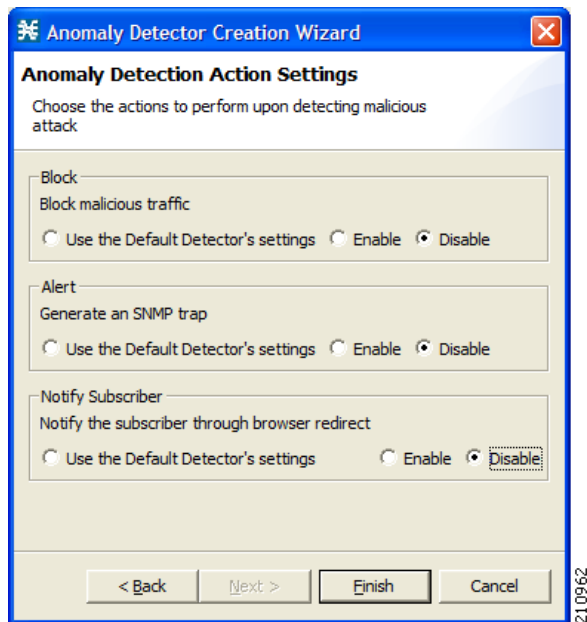 Anomaly Detector Creation Wizard
Anomaly Detection Action Settings
Choose the actions to perform upon detecting malicious
attack
Block
Block malicious traffic
Use the Default Detector's settings Enable Disable
Alert
Generate an SNMP trap
Use the Default Detector's settings Enable Disable
Notify Subscriber
Notify the subscriber through browser redirect
Use the Default Detector's settings Enable Disable
< Back Next > Finish Cancel
210962